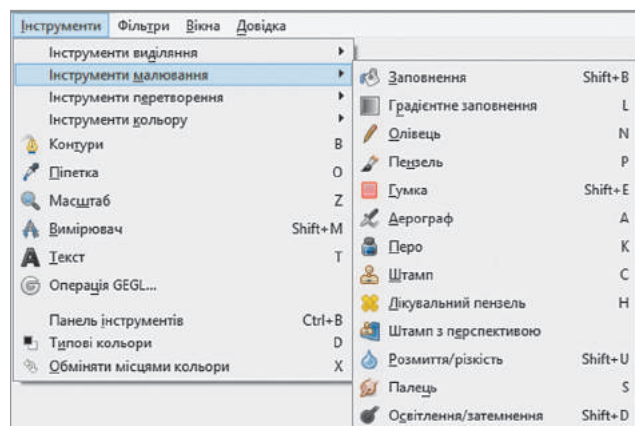 Інструменти Фільтри Вікна Довідка
Інструменти виділяння
Інструменти малювання
Інструменти перетворення
Інструменти кольору
Контури B
Піпетка O
Масштаб Z
Вимірювач Shift+M
Текст T
Операція GEGL...
Панель інструментів Ctrl+B
Типові кольори D
Обміняти місцями кольори X
Заповнення Shift+B
Градієнтне заповнення L
Олівець N
Пензель P
Гумка Shift+E
Аерограф A
Перо K
Штамп C
Лікувальний пензель H
Штамп з перспективою
Розмиття/різкість Shift+U
Палець S
Освітлення/затемнення Shift+D